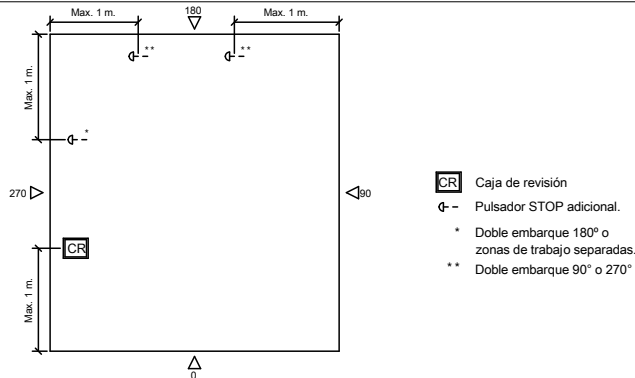 Max. 1 m.
180
Max. 1 m.
**
**
Max. 1 m.
*
270
90
CR
Max. 1 m.
0
CR Caja de revisión
Pulsador STOP adicional.
* Doble embarque 180º o
zonas de trabajo separadas.
** Doble embarque 90° o 270°